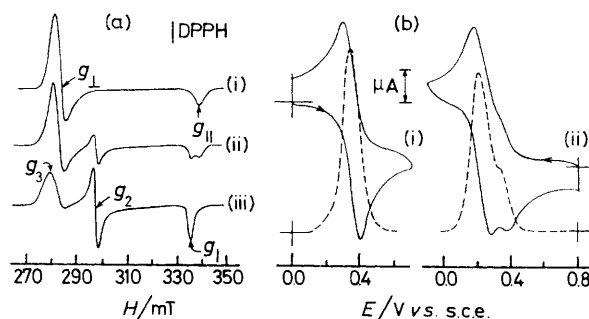 (a)
|DPPH
(b)
g⊥
(i)
g||
(ii)
g3
g2
(iii)
g1
μA
(i)
(ii)
270 290 310 330 350
H/mT
0.0 0.4 0.0 0.4 0.8
E/V vs. s.c.e.